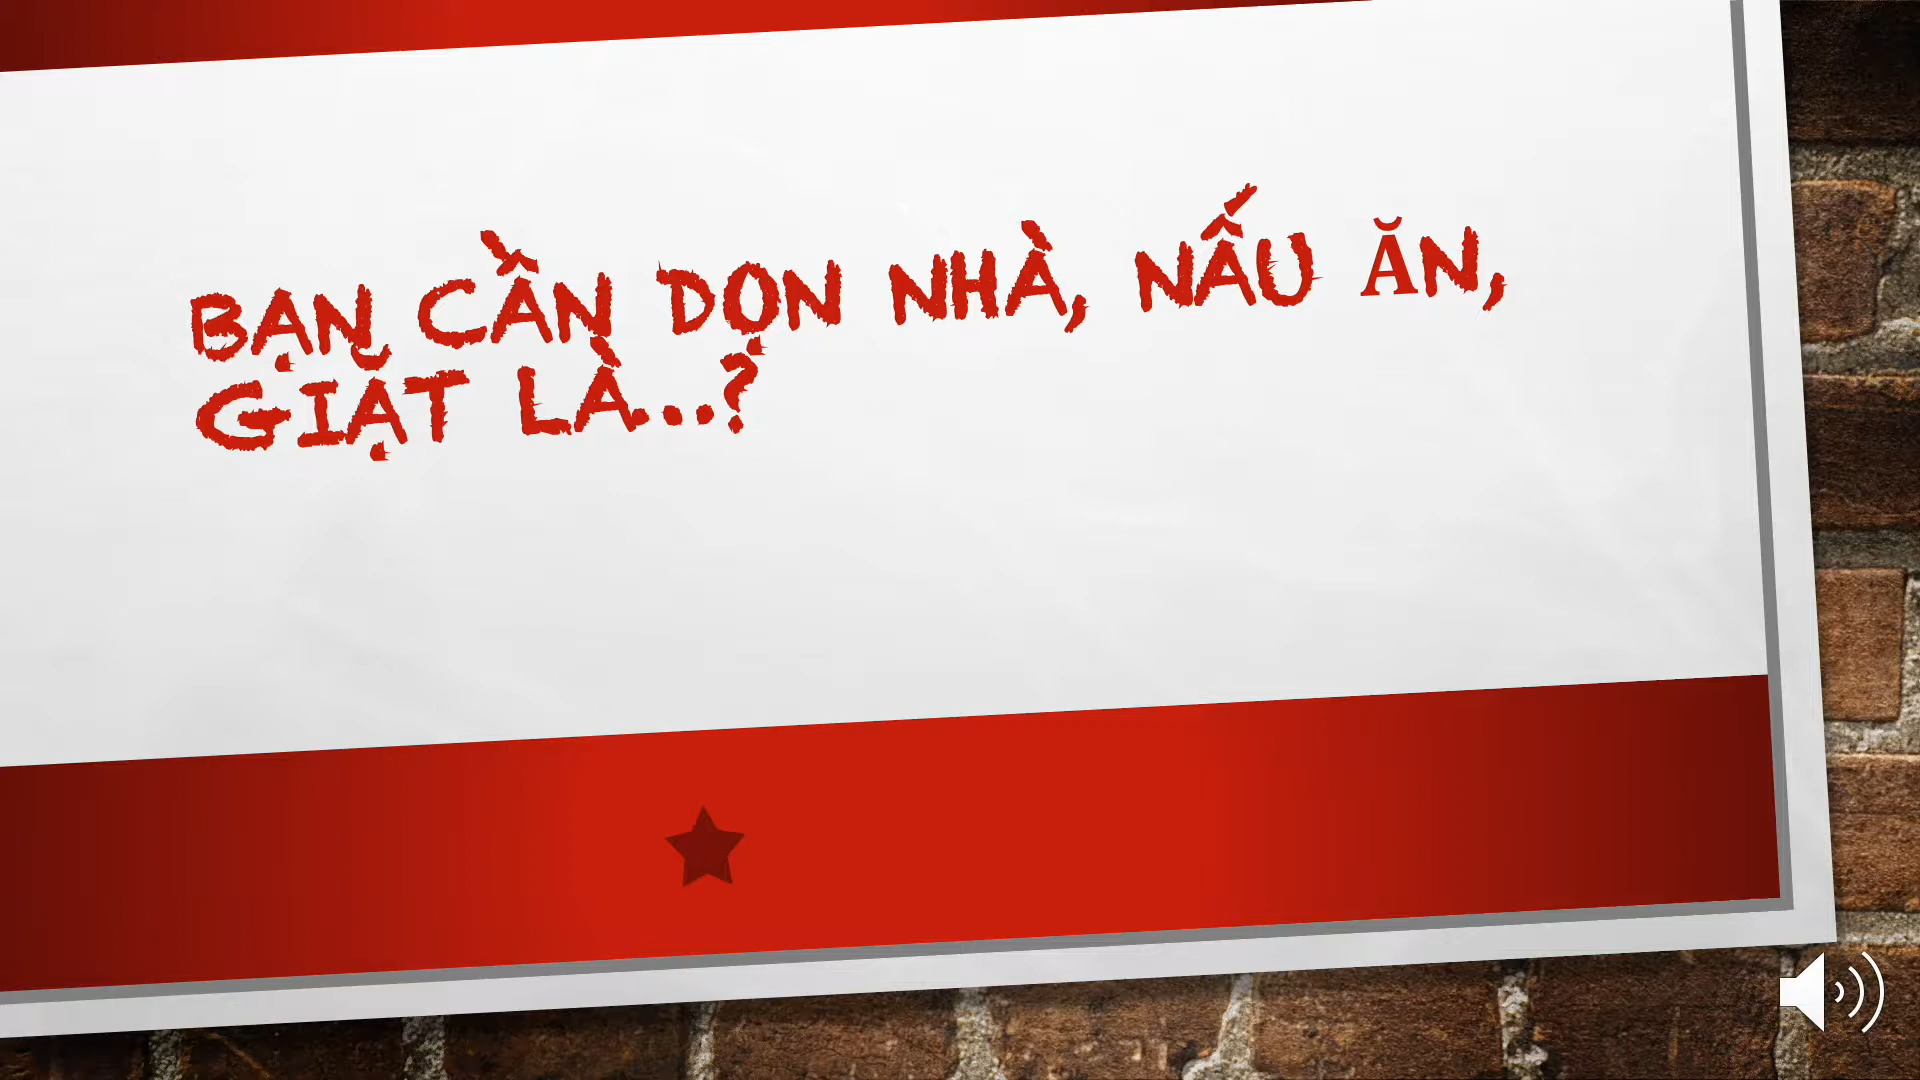 BẠN CẦN DỌN NHÀ, NẤU ĂN,
GIẶT LÀ...?